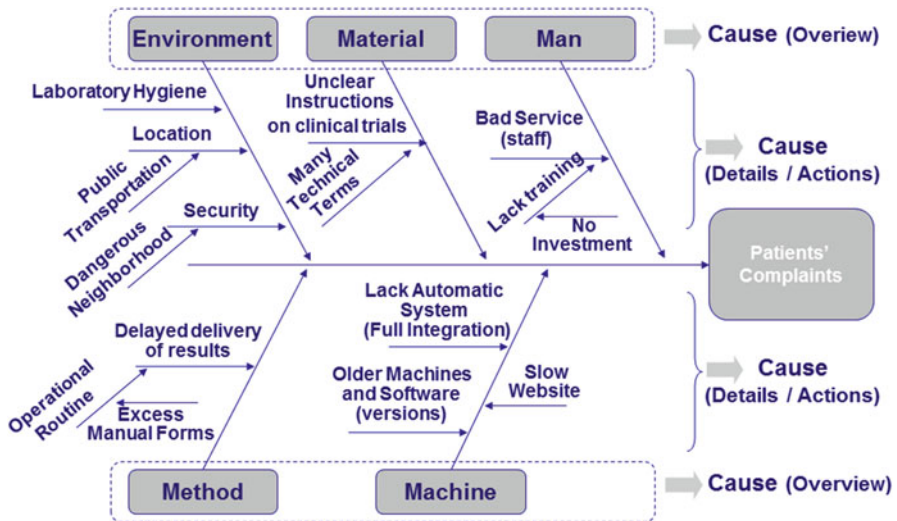 Environment
Material
Man
Cause (Overiew)
Laboratory Hygiene
Location
Public
Transportation
Security
Dangerous
Neighborhood
Unclear
Instructions
on clinical trials
Many
Technical
Terms
Bad Service
(staff)
Lack training
No
Investment
Cause
(Details / Actions)
Patients'
Complaints
Delayed delivery
of results
Operational
Routine
Excess
Manual Forms
Lack Automatic
System
(Full Integration)
Older Machines
and Software
(versions)
Slow
Website
Cause
(Details / Actions)
Method
Machine
Cause (Overview)